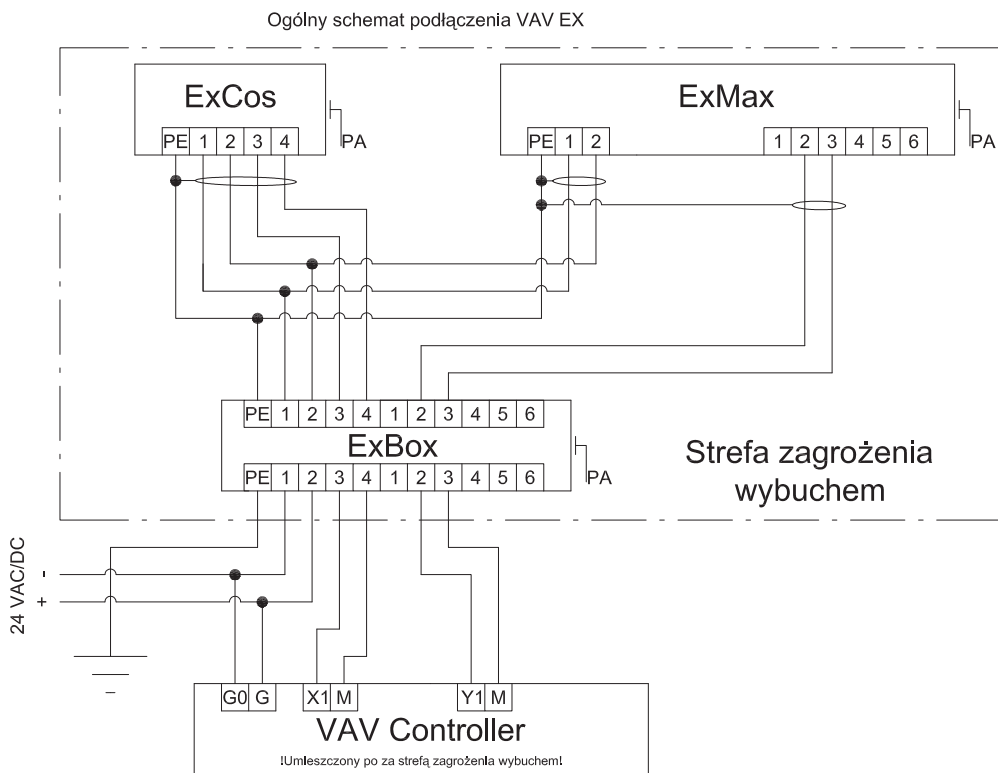 Ogólny schemat podłączenia VAV EX
ExCos
ExMax
PE 1 2 3 4
PA
PE 1 2
1 2 3 4 5 6
PA
PE 1 2 3 4 1 2 3 4 5 6
ExBox
PE 1 2 3 4 1 2 3 4 5 6
PA
Strefa zagrożenia
wybuchem
24 VAC/DC
-
+
G0 G
X1 M
Y1 M
VAV Controller
!Umieszczony po za strefą zagrożenia wybuchem!